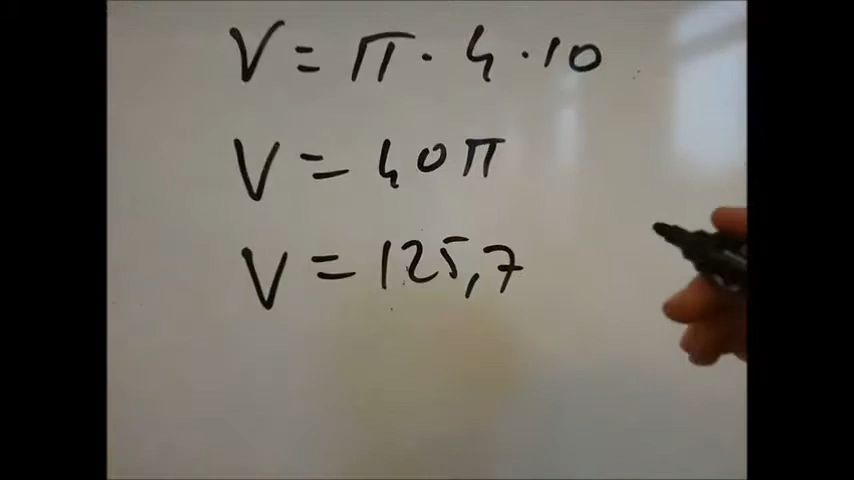 V = π · 4 · 10
V = 40π
V = 125,7